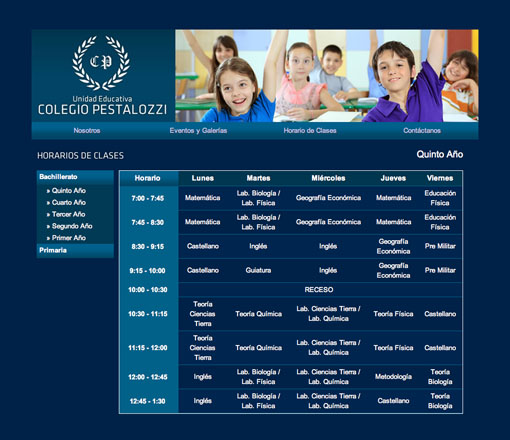 CP
Unidad Educativa
COLEGIO PESTALOZZI
Nosotros Eventos y Galerías Horario de Clases Contáctanos
HORARIOS DE CLASES Quinto Año
Bachillerato
» Quinto Año
» Cuarto Año
» Tercer Año
» Segundo Año
» Primer Año
Primaria
Horario Lunes Martes Miércoles Jueves Viernes
7:00 - 7:45 Matemática Lab. Biología / Lab. Física Geografía Económica Matemática Educación Física
7:45 - 8:30 Matemática Lab. Biología / Lab. Física Geografía Económica Matemática Educación Física
8:30 - 9:15 Castellano Inglés Inglés Geografía Económica Pre Militar
9:15 - 10:00 Castellano Guiatura Inglés Geografía Económica Pre Militar
10:00 - 10:30 RECESO
10:30 - 11:15 Teoría Ciencias Tierra Teoría Química Lab. Ciencias Tierra / Lab. Química Teoría Física Castellano
11:15 - 12:00 Teoría Ciencias Tierra Teoría Química Lab. Ciencias Tierra / Lab. Química Teoría Física Castellano
12:00 - 12:45 Inglés Lab. Biología / Lab. Física Lab. Ciencias Tierra / Lab. Química Metodología Teoría Biología
12:45 - 1:30 Inglés Lab. Biología / Lab. Física Lab. Ciencias Tierra / Lab. Química Castellano Teoría Biología